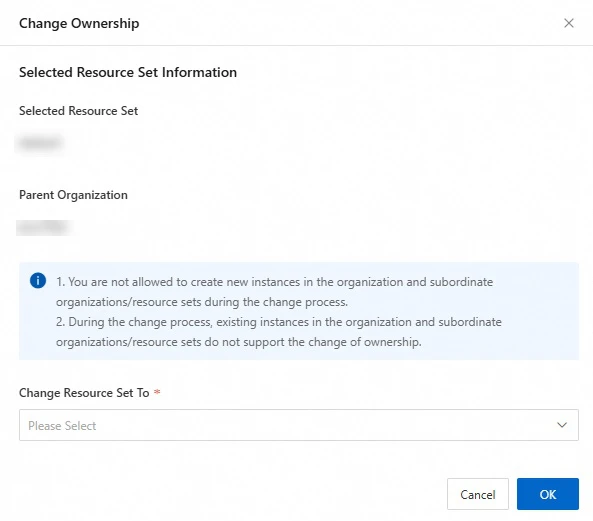 Change Ownership
Selected Resource Set Information
Selected Resource Set
Parent Organization
1. You are not allowed to create new instances in the organization and subordinate
organizations/resource sets during the change process.
2. During the change process, existing instances in the organization and subordinate
organizations/resource sets do not support the change of ownership.
Change Resource Set To *
Please Select
Cancel OK